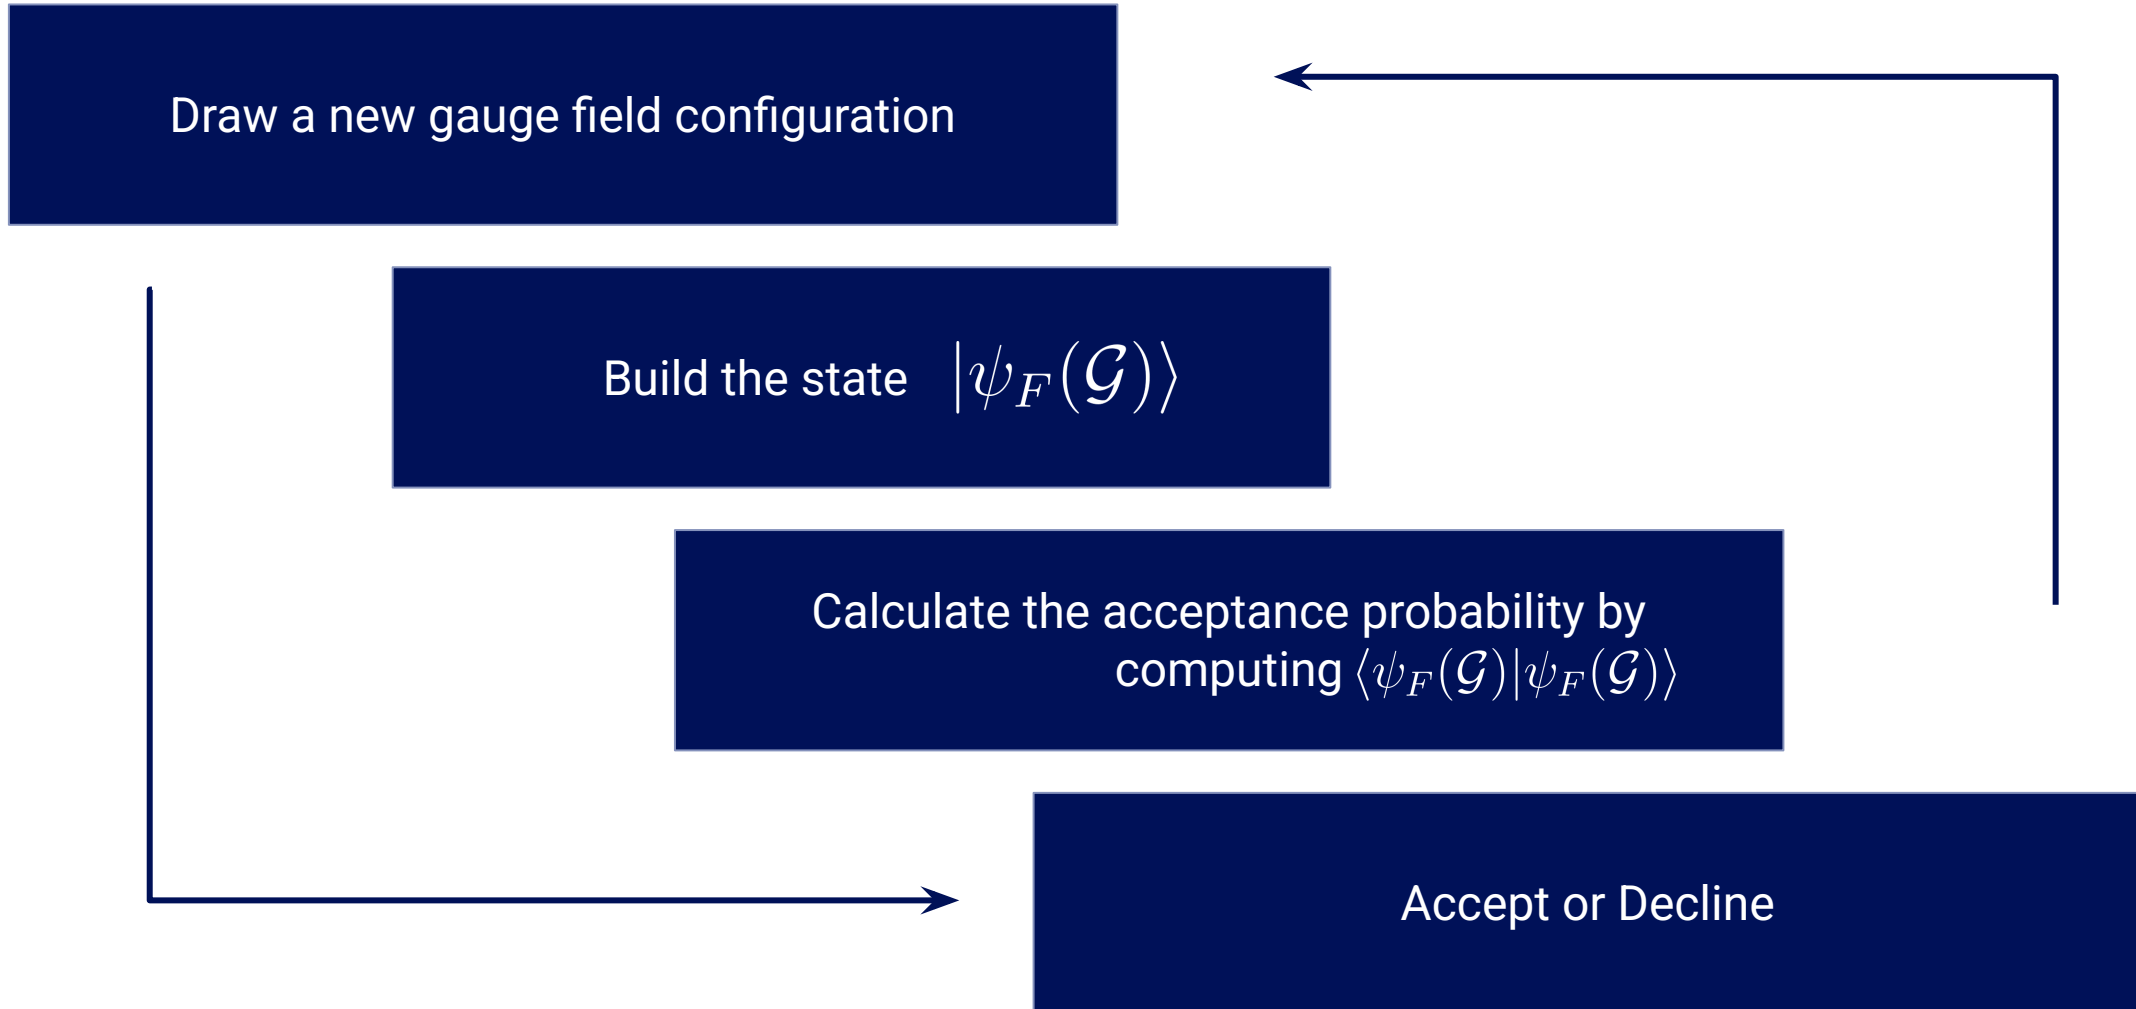 Draw a new gauge field configuration
Build the state |ψ_F(𝒢)⟩
Calculate the acceptance probability by
computing ⟨ψ_F(𝒢)|ψ_F(𝒢)⟩
Accept or Decline